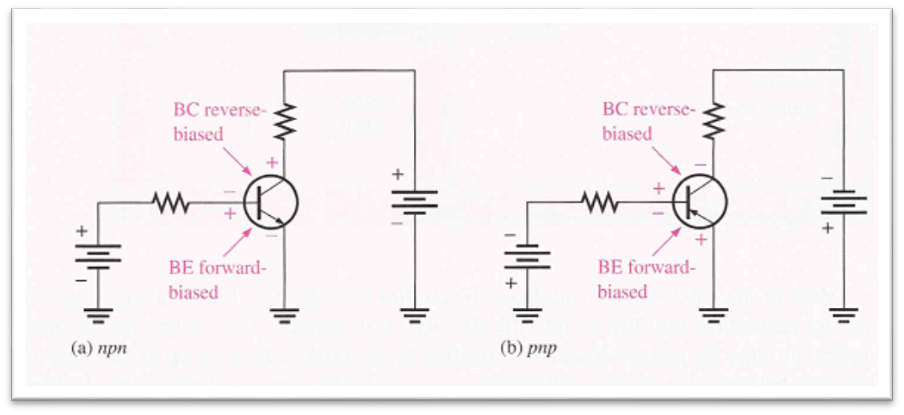 BC reverse-
biased
+
+
−
+
+
−
+
−
−
BE forward-
biased
(a) npn
BC reverse-
biased
−
−
+
−
−
+
+
+
BE forward-
biased
(b) pnp